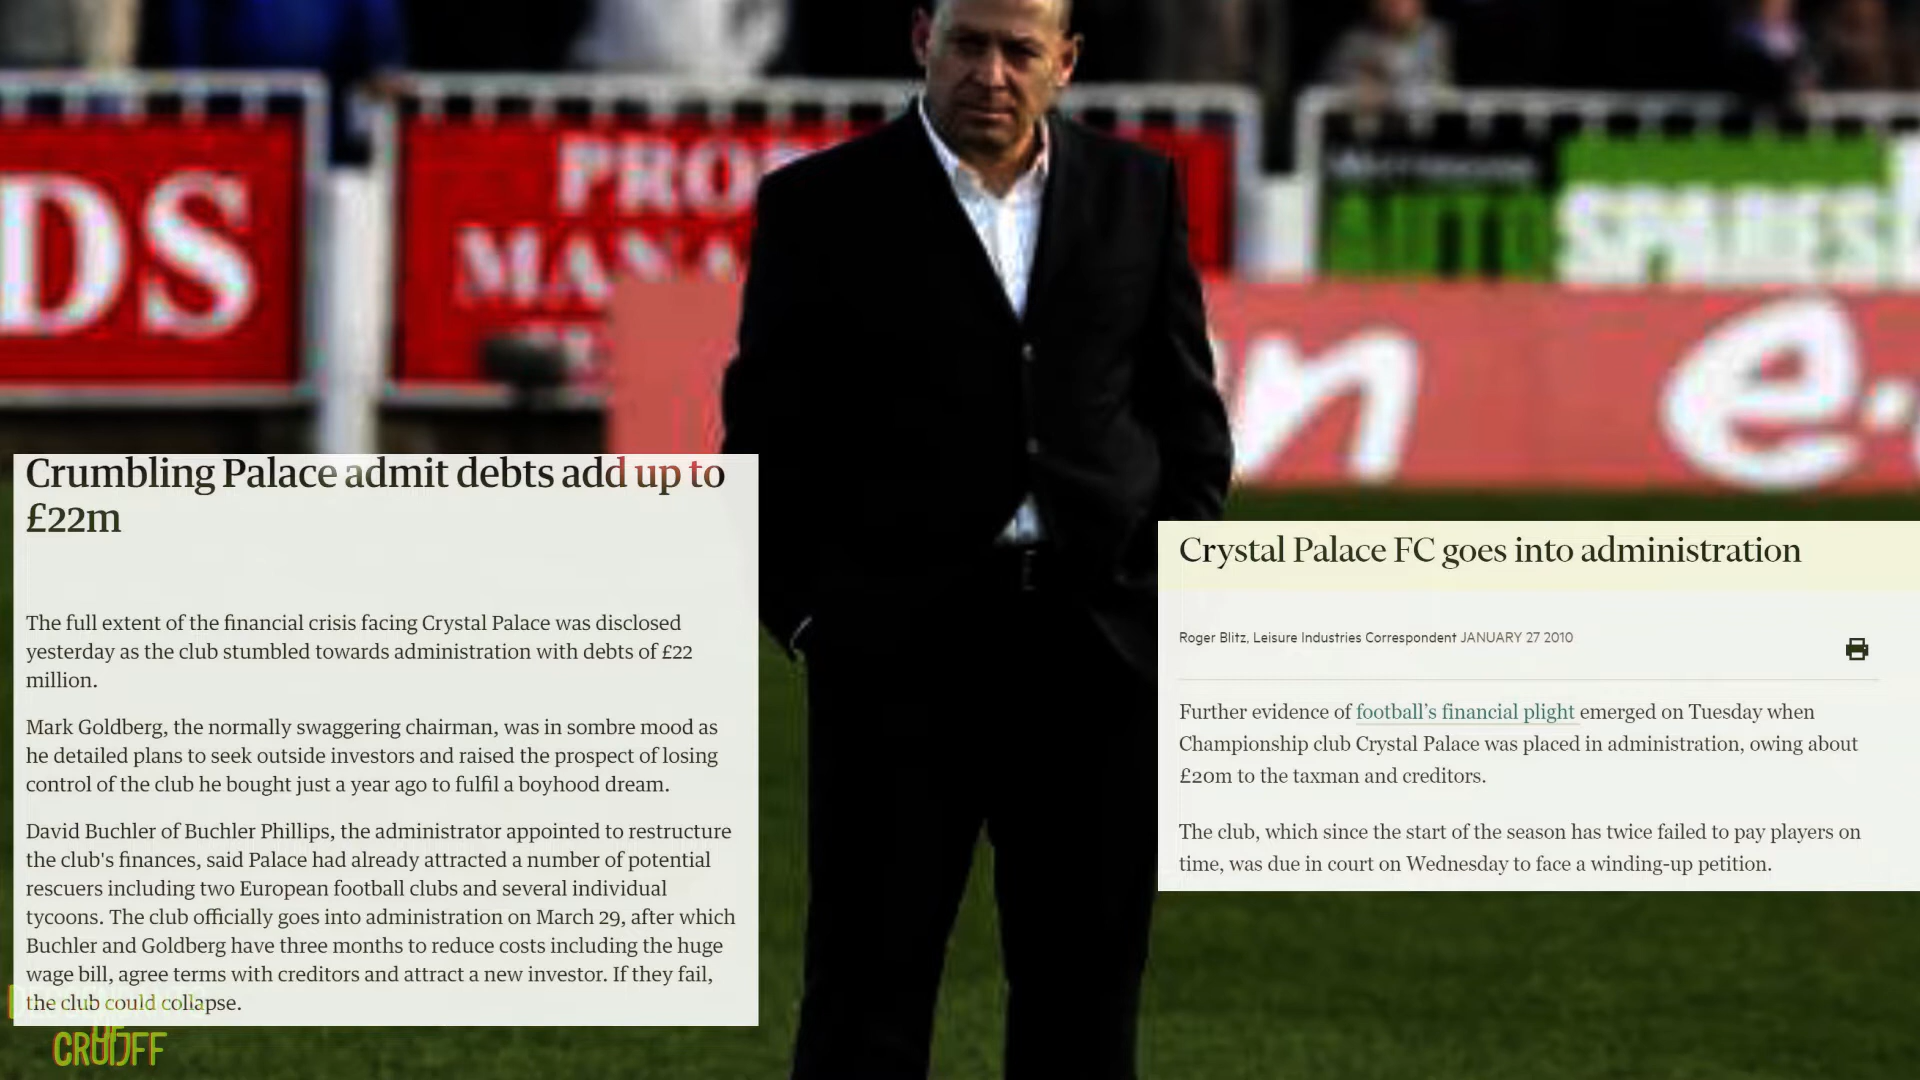 DS
PRO
MANA
AUTO
SPARES
n
e
Crumbling Palace admit debts add up to
£22m
The full extent of the financial crisis facing Crystal Palace was disclosed
yesterday as the club stumbled towards administration with debts of £22
million.
Mark Goldberg, the normally swaggering chairman, was in sombre mood as
he detailed plans to seek outside investors and raised the prospect of losing
control of the club he bought just a year ago to fulfil a boyhood dream.
David Buchler of Buchler Phillips, the administrator appointed to restructure
the club's finances, said Palace had already attracted a number of potential
rescuers including two European football clubs and several individual
tycoons. The club officially goes into administration on March 29, after which
Buchler and Goldberg have three months to reduce costs including the huge
wage bill, agree terms with creditors and attract a new investor. If they fail,
the club could collapse.
Crystal Palace FC goes into administration
Roger Blitz, Leisure Industries Correspondent JANUARY 27 2010
Further evidence of football's financial plight emerged on Tuesday when
Championship club Crystal Palace was placed in administration, owing about
£20m to the taxman and creditors.
The club, which since the start of the season has twice failed to pay players on
time, was due in court on Wednesday to face a winding-up petition.
CRUIJFF